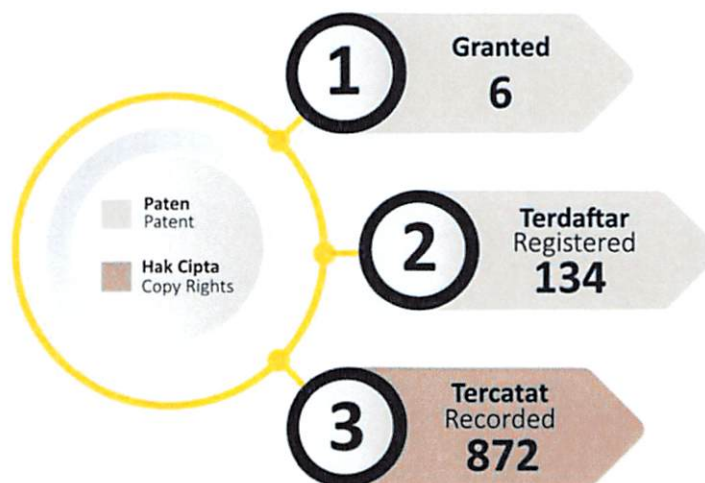 1
Granted
6
Paten
Patent
Hak Cipta
Copy Rights
2
Terdaftar
Registered
134
3
Tercatat
Recorded
872